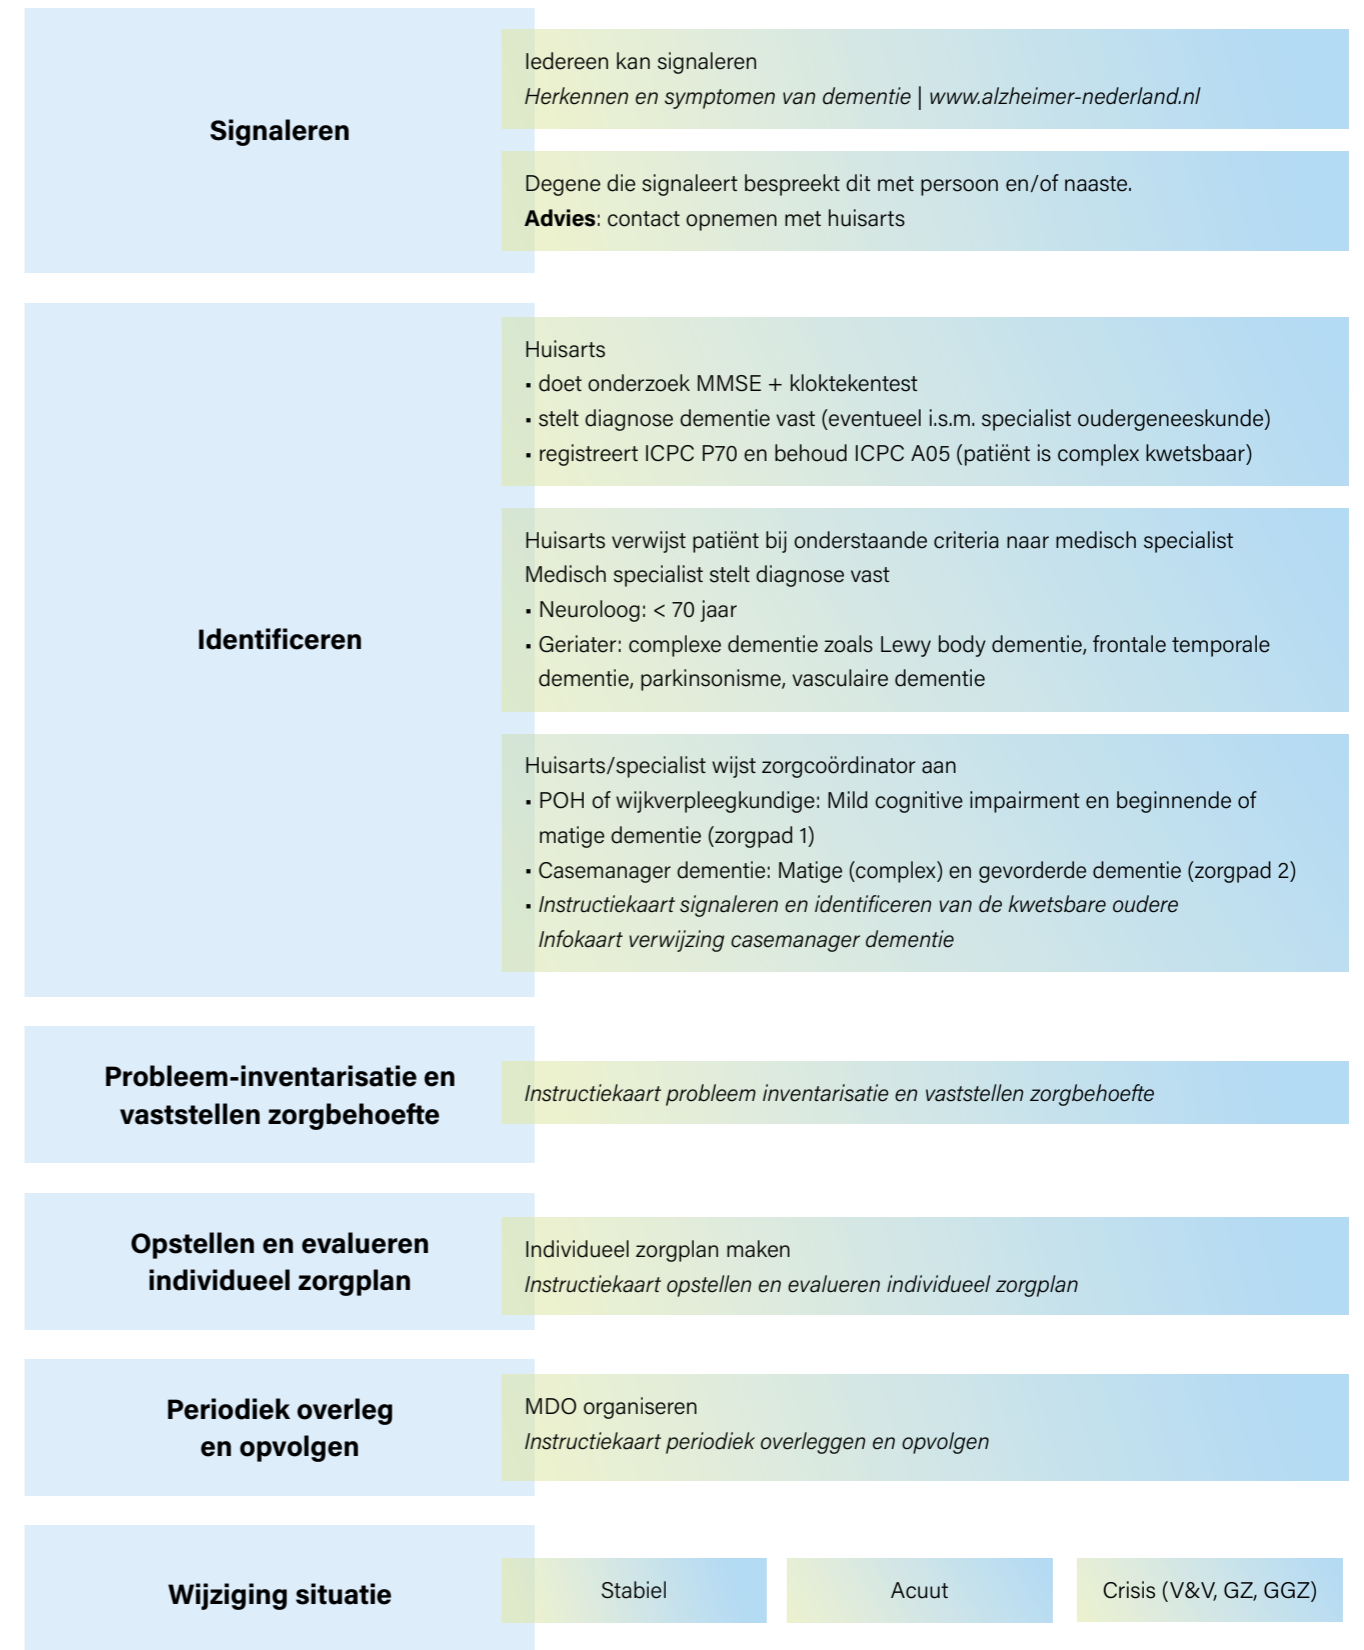 Signaleren
Iedereen kan signaleren
Herkennen en symptomen van dementie | www.alzheimer-nederland.nl
Degene die signaleert bespreekt dit met persoon en/of naaste.
Advies: contact opnemen met huisarts
Identificeren
Huisarts
• doet onderzoek MMSE + kloktekentest
• stelt diagnose dementie vast (eventueel i.s.m. specialist oudergeneeskunde)
• registreert ICPC P70 en behoud ICPC A05 (patiënt is complex kwetsbaar)
Huisarts verwijst patiënt bij onderstaande criteria naar medisch specialist
Medisch specialist stelt diagnose vast
• Neuroloog: < 70 jaar
• Geriater: complexe dementie zoals Lewy body dementie, frontale temporale
dementie, parkinsonisme, vasculaire dementie
Huisarts/specialist wijst zorgcoördinator aan
• POH of wijkverpleegkundige: Mild cognitive impairment en beginnende of
matige dementie (zorgpad 1)
• Casemanager dementie: Matige (complex) en gevorderde dementie (zorgpad 2)
• Instructiekaart signaleren en identificeren van de kwetsbare oudere
Infokaart verwijzing casemanager dementie
Probleem-inventarisatie en
vaststellen zorgbehoefte
Instructiekaart probleem inventarisatie en vaststellen zorgbehoefte
Opstellen en evalueren
individueel zorgplan
Individueel zorgplan maken
Instructiekaart opstellen en evalueren individueel zorgplan
Periodiek overleg
en opvolgen
MDO organiseren
Instructiekaart periodiek overleggen en opvolgen
Wijziging situatie
Stabiel
Acuut
Crisis (V&V, GZ, GGZ)